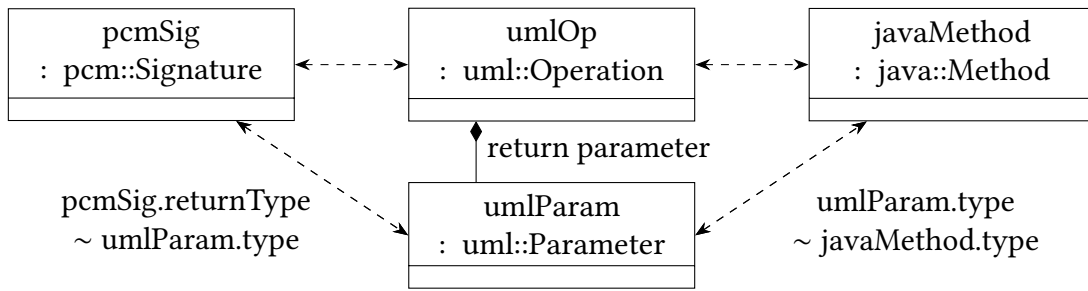 pcmSig
: pcm::Signature
umlOp
: uml::Operation
javaMethod
: java::Method
return parameter
pcmSig.returnType
~ umlParam.type
umlParam
: uml::Parameter
umlParam.type
~ javaMethod.type